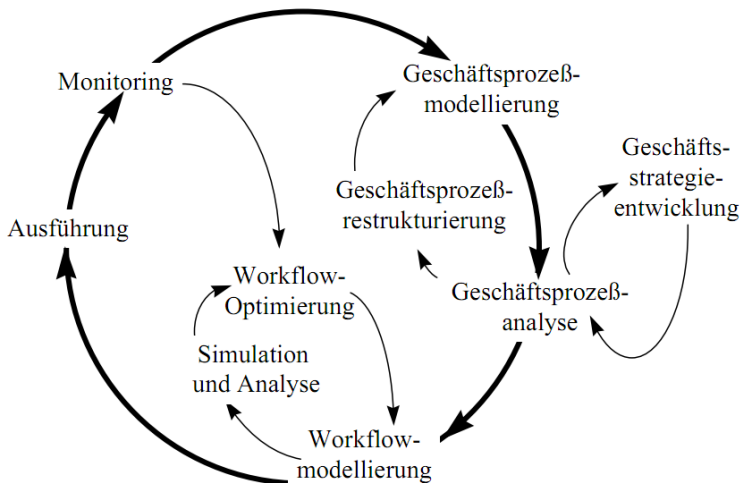 Monitoring
Geschäftsprozeß-
modellierung
Geschäfts-
strategie-
entwicklung
Geschäftsprozeß-
restrukturierung
Ausführung
Workflow-
Optimierung
Geschäftsprozeß-
analyse
Simulation
und Analyse
Workflow-
modellierung